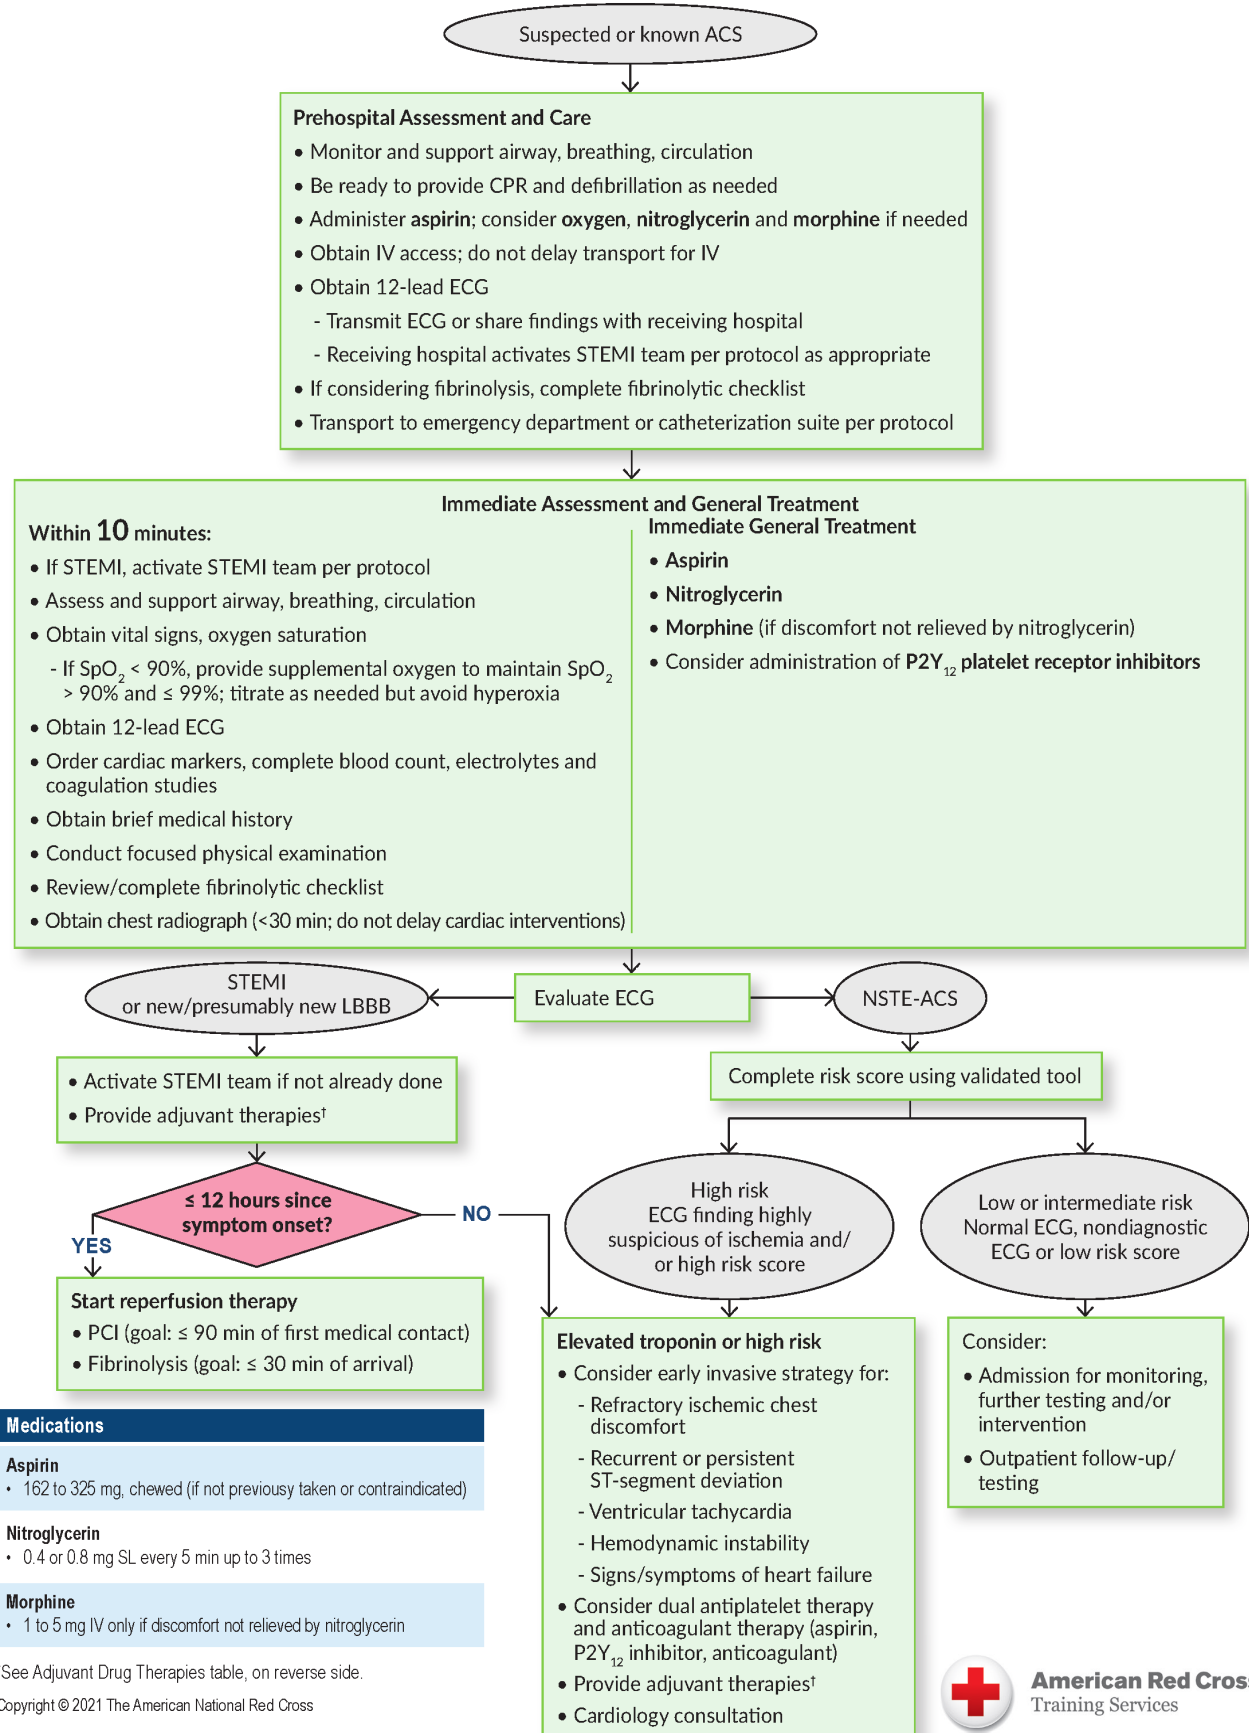 Suspected or known ACS
Prehospital Assessment and Care
• Monitor and support airway, breathing, circulation
• Be ready to provide CPR and defibrillation as needed
• Administer aspirin; consider oxygen, nitroglycerin and morphine if needed
• Obtain IV access; do not delay transport for IV
• Obtain 12-lead ECG
- Transmit ECG or share findings with receiving hospital
- Receiving hospital activates STEMI team per protocol as appropriate
• If considering fibrinolysis, complete fibrinolytic checklist
• Transport to emergency department or catheterization suite per protocol
Immediate Assessment and General Treatment
Within 10 minutes:
• If STEMI, activate STEMI team per protocol
• Assess and support airway, breathing, circulation
• Obtain vital signs, oxygen saturation
- If SpO₂ < 90%, provide supplemental oxygen to maintain SpO₂
> 90% and ≤ 99%; titrate as needed but avoid hyperoxia
• Obtain 12-lead ECG
• Order cardiac markers, complete blood count, electrolytes and
coagulation studies
• Obtain brief medical history
• Conduct focused physical examination
• Review/complete fibrinolytic checklist
• Obtain chest radiograph (<30 min; do not delay cardiac interventions)
Immediate General Treatment
• Aspirin
• Nitroglycerin
• Morphine (if discomfort not relieved by nitroglycerin)
• Consider administration of P2Y₁₂ platelet receptor inhibitors
Evaluate ECG
STEMI
or new/presumably new LBBB
• Activate STEMI team if not already done
• Provide adjuvant therapies†
≤ 12 hours since
symptom onset?
YES
NO
Start reperfusion therapy
• PCI (goal: ≤ 90 min of first medical contact)
• Fibrinolysis (goal: ≤ 30 min of arrival)
NSTE-ACS
Complete risk score using validated tool
High risk
ECG finding highly
suspicious of ischemia and/
or high risk score
Low or intermediate risk
Normal ECG, nondiagnostic
ECG or low risk score
Elevated troponin or high risk
• Consider early invasive strategy for:
- Refractory ischemic chest
discomfort
- Recurrent or persistent
ST-segment deviation
- Ventricular tachycardia
- Hemodynamic instability
- Signs/symptoms of heart failure
• Consider dual antiplatelet therapy
and anticoagulant therapy (aspirin,
P2Y₁₂ inhibitor, anticoagulant)
• Provide adjuvant therapies†
• Cardiology consultation
Consider:
• Admission for monitoring,
further testing and/or
intervention
• Outpatient follow-up/
testing
Medications
Aspirin
• 162 to 325 mg, chewed (if not previousy taken or contraindicated)
Nitroglycerin
• 0.4 or 0.8 mg SL every 5 min up to 3 times
Morphine
• 1 to 5 mg IV only if discomfort not relieved by nitroglycerin
See Adjuvant Drug Therapies table, on reverse side.
Copyright © 2021 The American National Red Cross
American Red Cross
Training Services